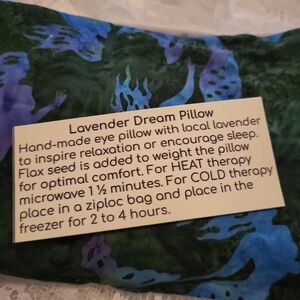 Lavender Dream Pillow
Hand-made eye pillow with local lavender
to inspire relaxation or encourage sleep.
Flax seed is added to weight the pillow
for optimal comfort. For HEAT therapy
microwave 1 ½ minutes. For COLD therapy
place in a ziploc bag and place in the
freezer for 2 to 4 hours.